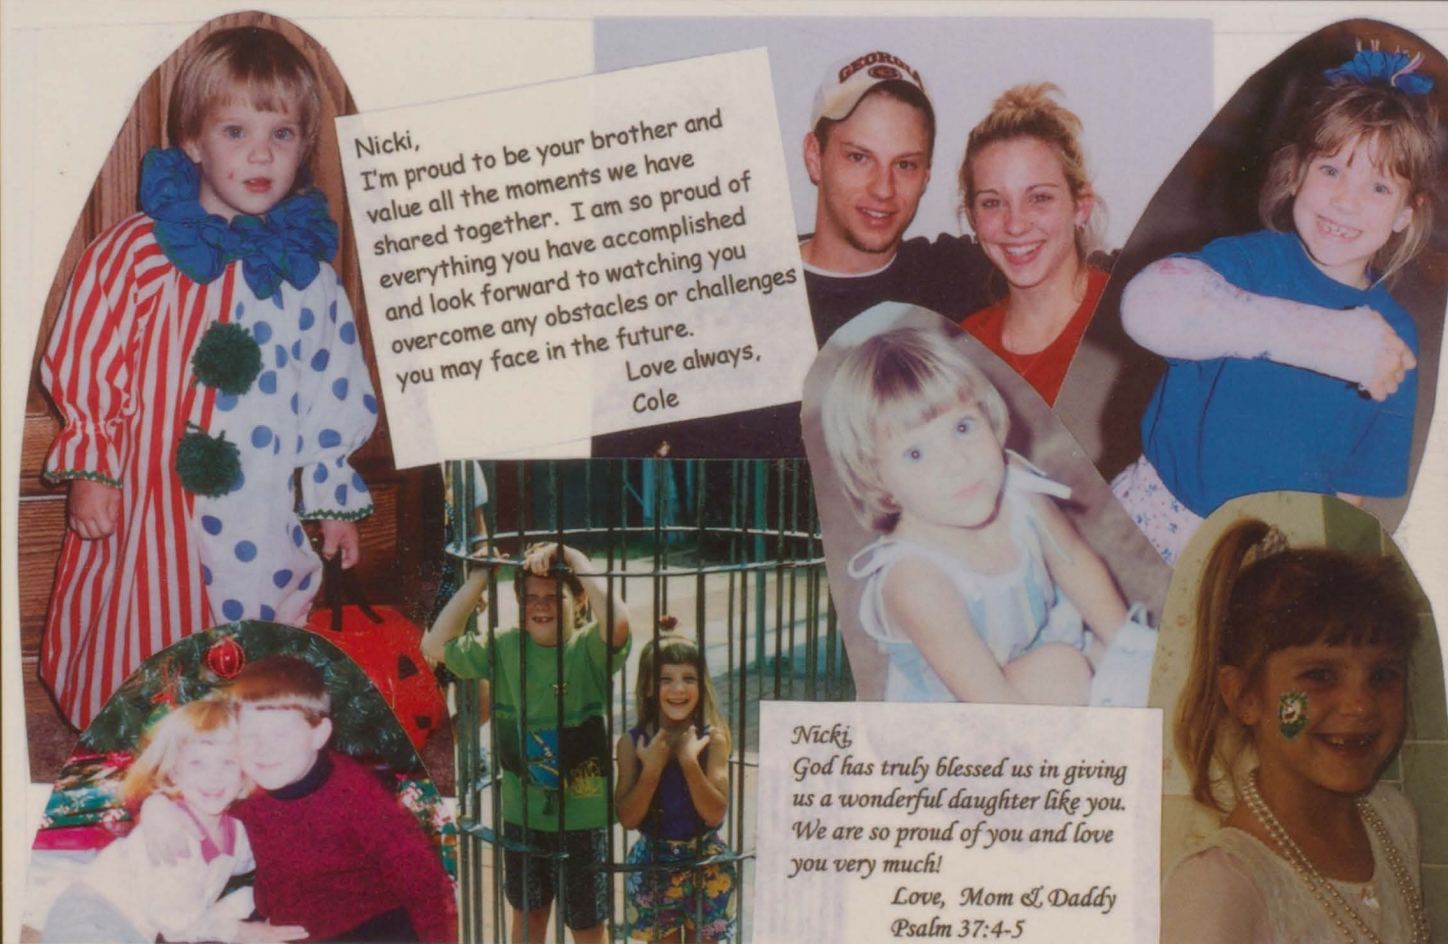 Nicki,
I'm proud to be your brother and
value all the moments we have
shared together. I am so proud of
everything you have accomplished
and look forward to watching you
overcome any obstacles or challenges
you may face in the future.
Love always,
Cole
GEORGIA
Nicki,
God has truly blessed us in giving
us a wonderful daughter like you.
We are so proud of you and love
you very much!
Love, Mom & Daddy
Psalm 37:4-5